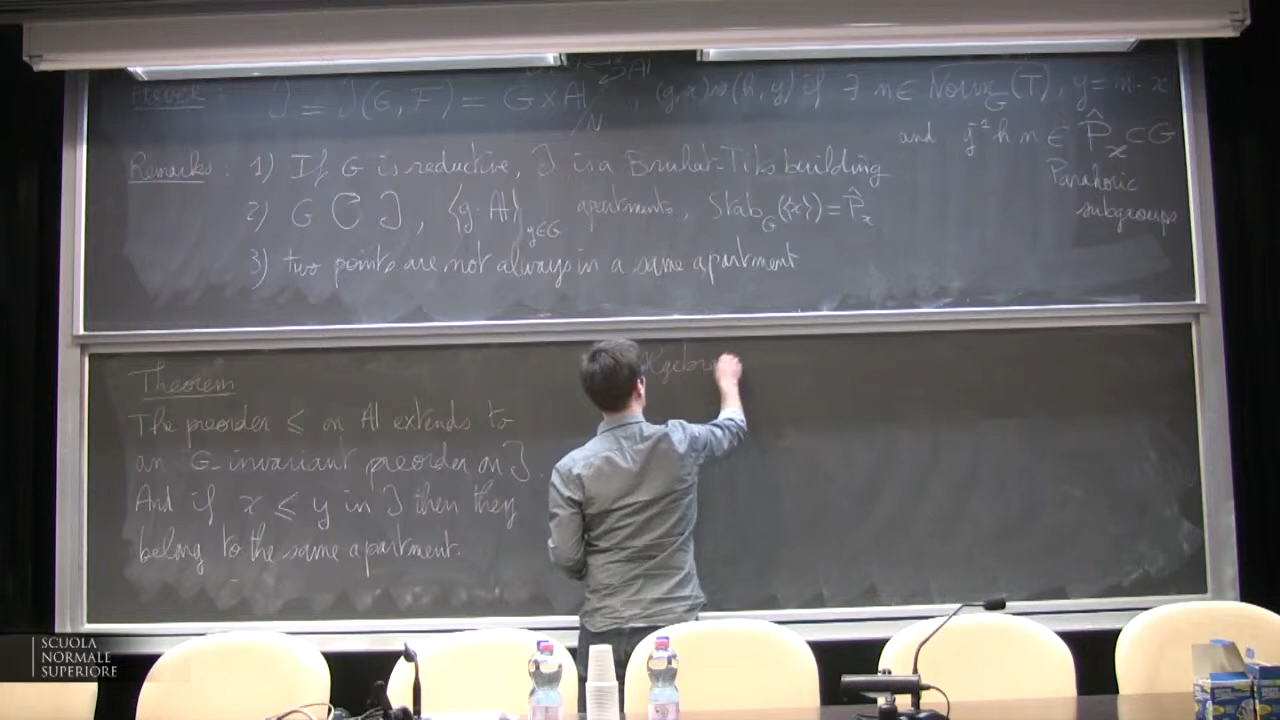 Hovel : I = I(G, F) = G × A/N , (g,x)~(h,y) if ∃ n ∈ Norm_G(T), y = n·x
and g⁻¹ h n ∈ P̂_x ⊂ G
Parahoric
subgroups
Remarks : 1) If G is reductive, I is a Bruhat-Tits building
2) G ↻ I , {g·A}_{g∈G} apartments, Stab_G({x}) = P̂_x
3) two points are not always in a same apartment
Theorem
The preorder ≤ on A extends to
an G-invariant preorder on I.
And if x ≤ y in I then they
belong to the same apartment.
SCUOLA
NORMALE
SUPERIORE